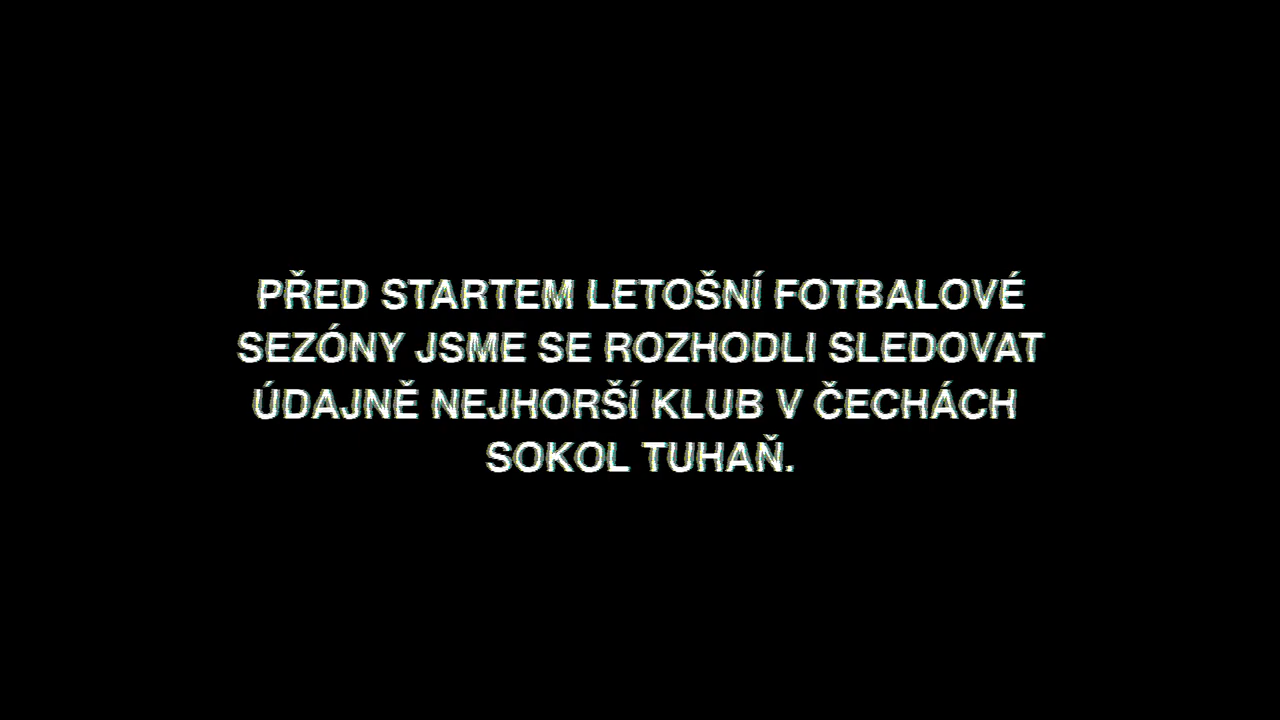 PŘED STARTEM LETOŠNÍ FOTBALOVÉ
SEZÓNY JSME SE ROZHODLI SLEDOVAT
ÚDAJNĚ NEJHORŠÍ KLUB V ČECHÁCH
SOKOL TUHAŇ.